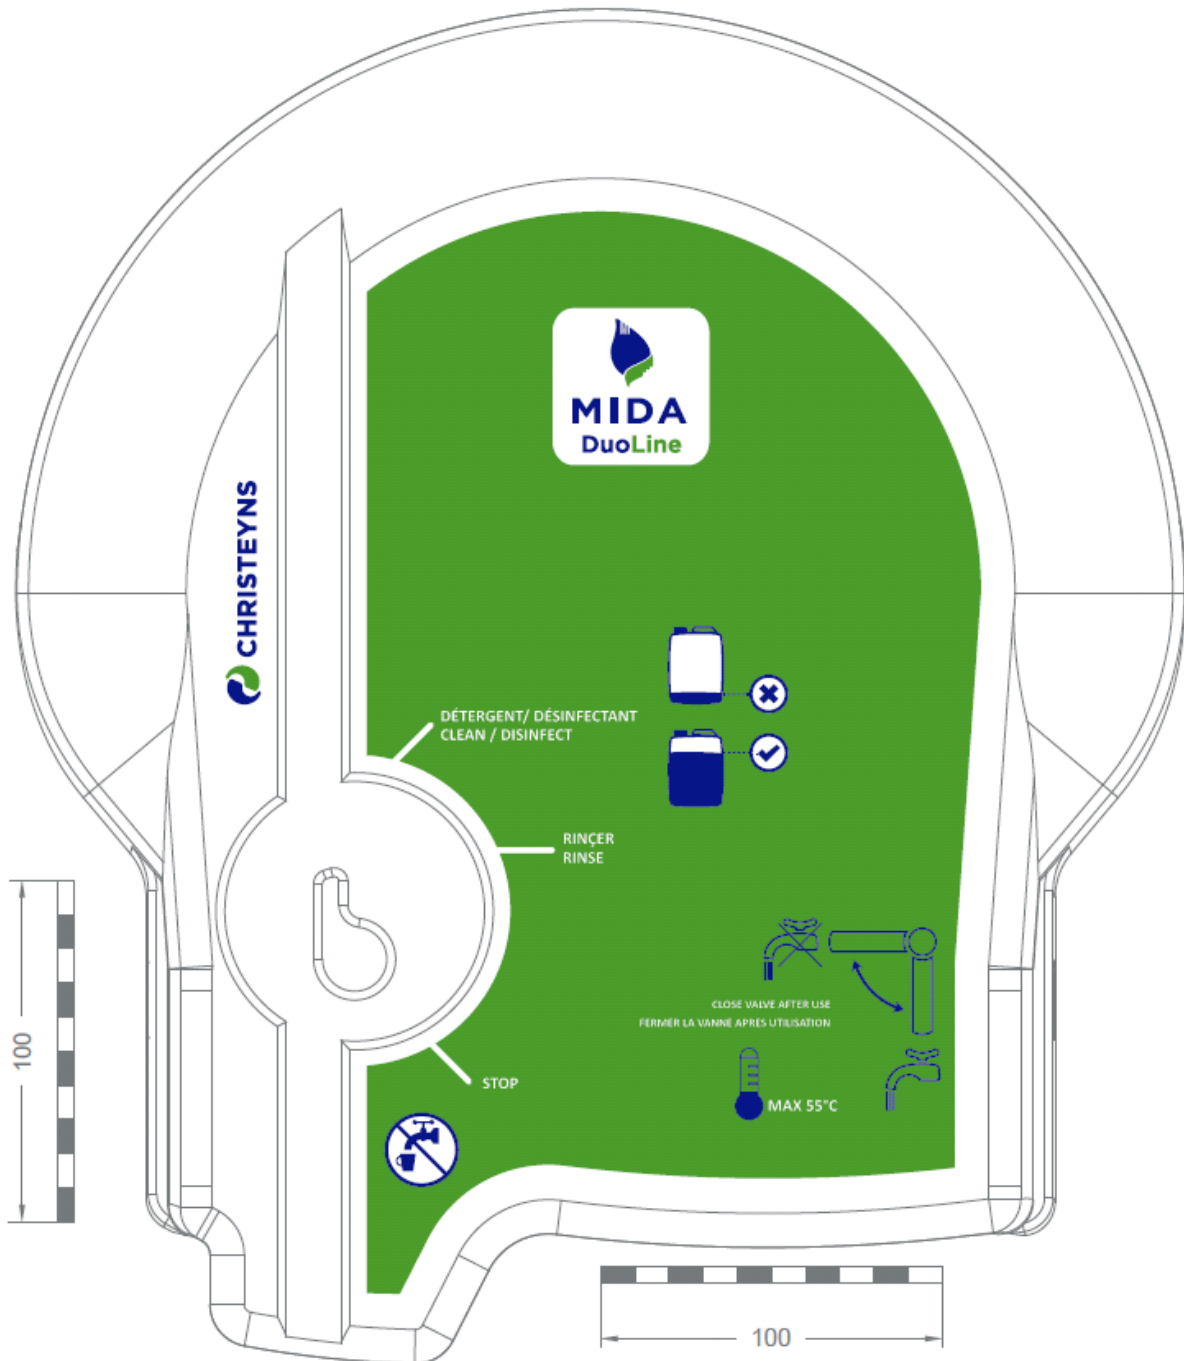 MIDA
DuoLine
CHRISTEYNS
DÉTERGENT/ DÉSINFECTANT
CLEAN / DISINFECT
RINÇER
RINSE
CLOSE VALVE AFTER USE
FERMER LA VANNE APRES UTILISATION
100
STOP
MAX 55°C
100